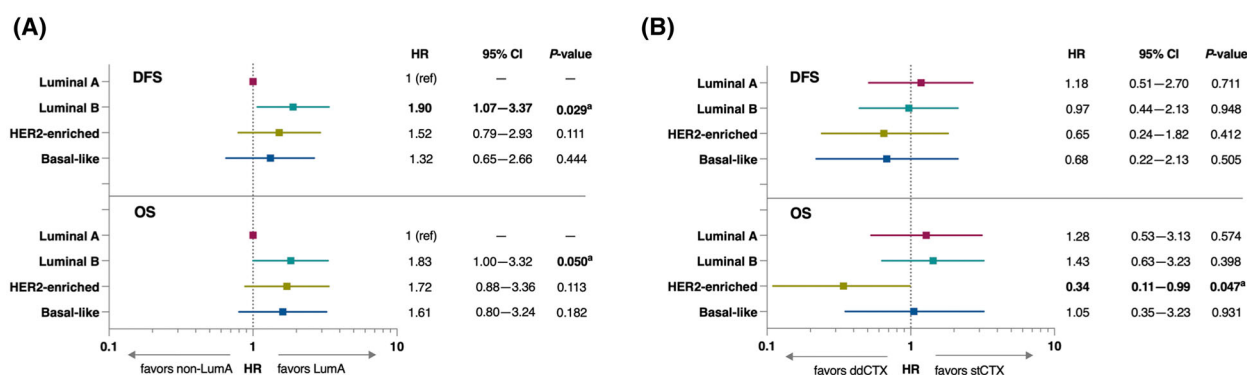 (A)
HR 95% CI P-value
DFS
Luminal A 1 (ref) — —
Luminal B 1.90 1.07—3.37 0.029ᵃ
HER2-enriched 1.52 0.79—2.93 0.111
Basal-like 1.32 0.65—2.66 0.444
OS
Luminal A 1 (ref) — —
Luminal B 1.83 1.00—3.32 0.050ᵃ
HER2-enriched 1.72 0.88—3.36 0.113
Basal-like 1.61 0.80—3.24 0.182
0.1 1 10
favors non-LumA HR favors LumA
(B)
HR 95% CI P-value
DFS
Luminal A 1.18 0.51—2.70 0.711
Luminal B 0.97 0.44—2.13 0.948
HER2-enriched 0.65 0.24—1.82 0.412
Basal-like 0.68 0.22—2.13 0.505
OS
Luminal A 1.28 0.53—3.13 0.574
Luminal B 1.43 0.63—3.23 0.398
HER2-enriched 0.34 0.11—0.99 0.047ᵃ
Basal-like 1.05 0.35—3.23 0.931
0.1 1 10
favors ddCTX HR favors stCTX